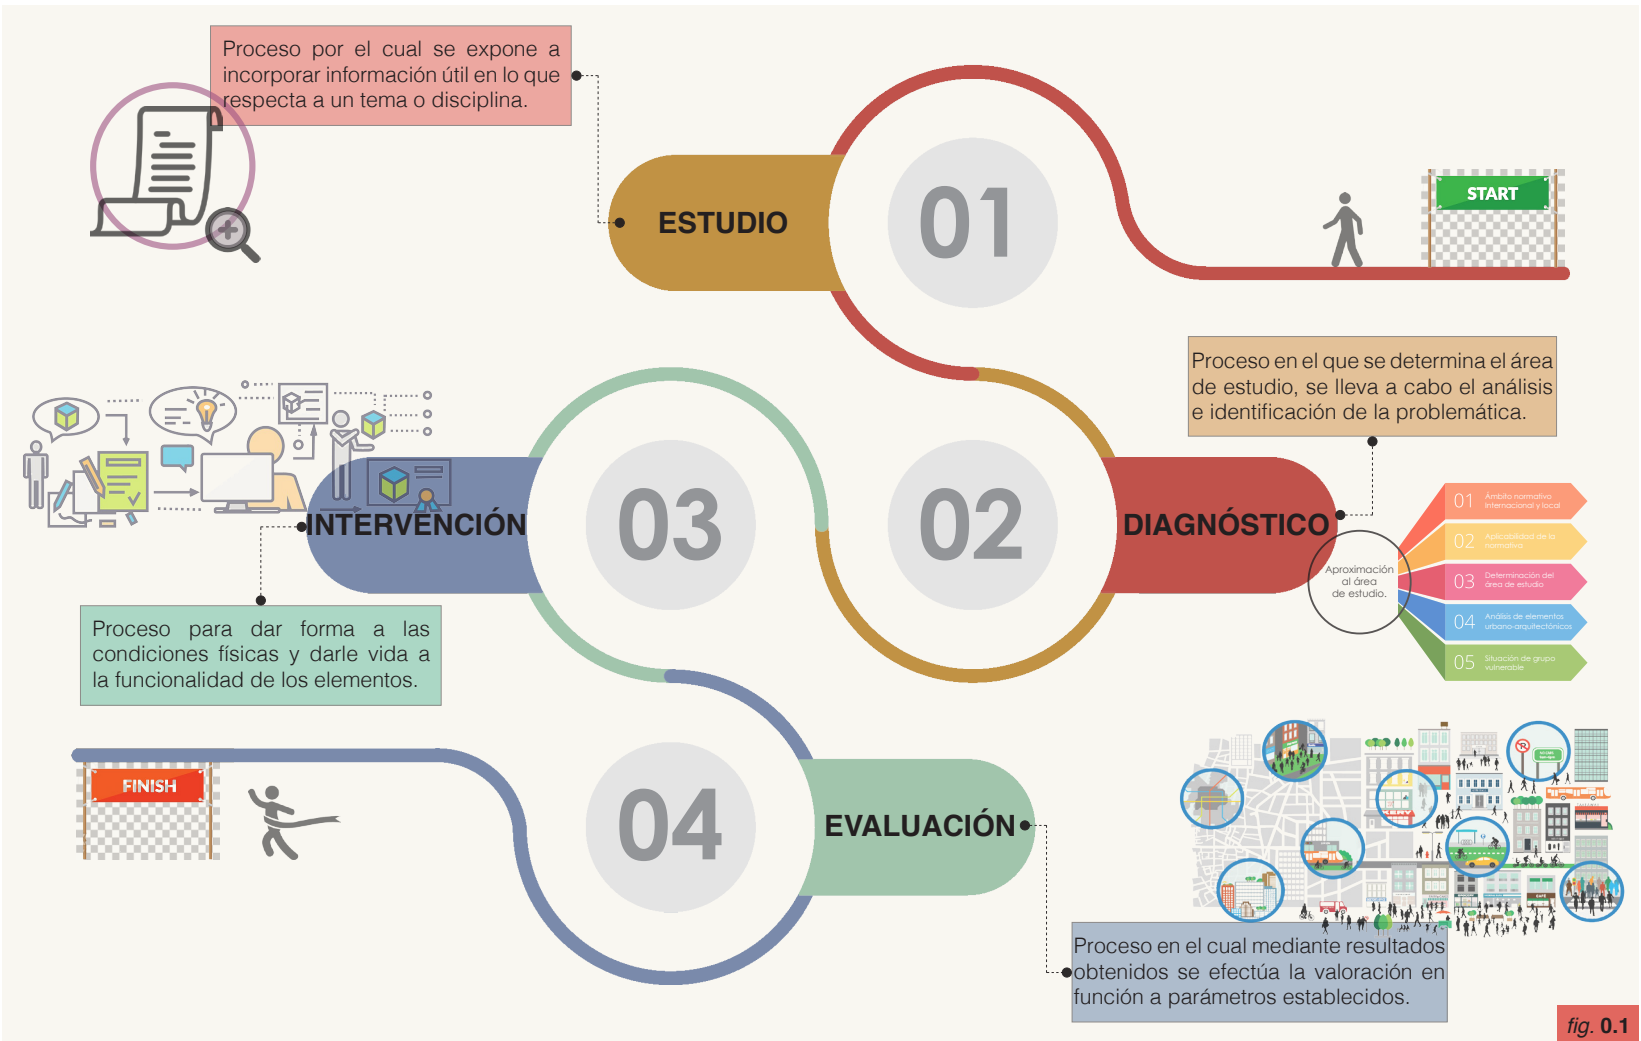 Proceso por el cual se expone a
incorporar información útil en lo que
respecta a un tema o disciplina.
ESTUDIO
01
START
Proceso en el que se determina el área
de estudio, se lleva a cabo el análisis
e identificación de la problemática.
02
DIAGNÓSTICO
Aproximación
al área
de estudio.
01 Ámbito normativo
Internacional y local
02 Aplicabilidad de la
normativa
03 Determinación del
área de estudio
04 Análisis de elementos
urbano-arquitectónicos
05 Situación de grupo
vulnerable
03
INTERVENCIÓN
Proceso para dar forma a las
condiciones físicas y darle vida a
la funcionalidad de los elementos.
FINISH
04
EVALUACIÓN
Proceso en el cual mediante resultados
obtenidos se efectúa la valoración en
función a parámetros establecidos.
fig. 0.1